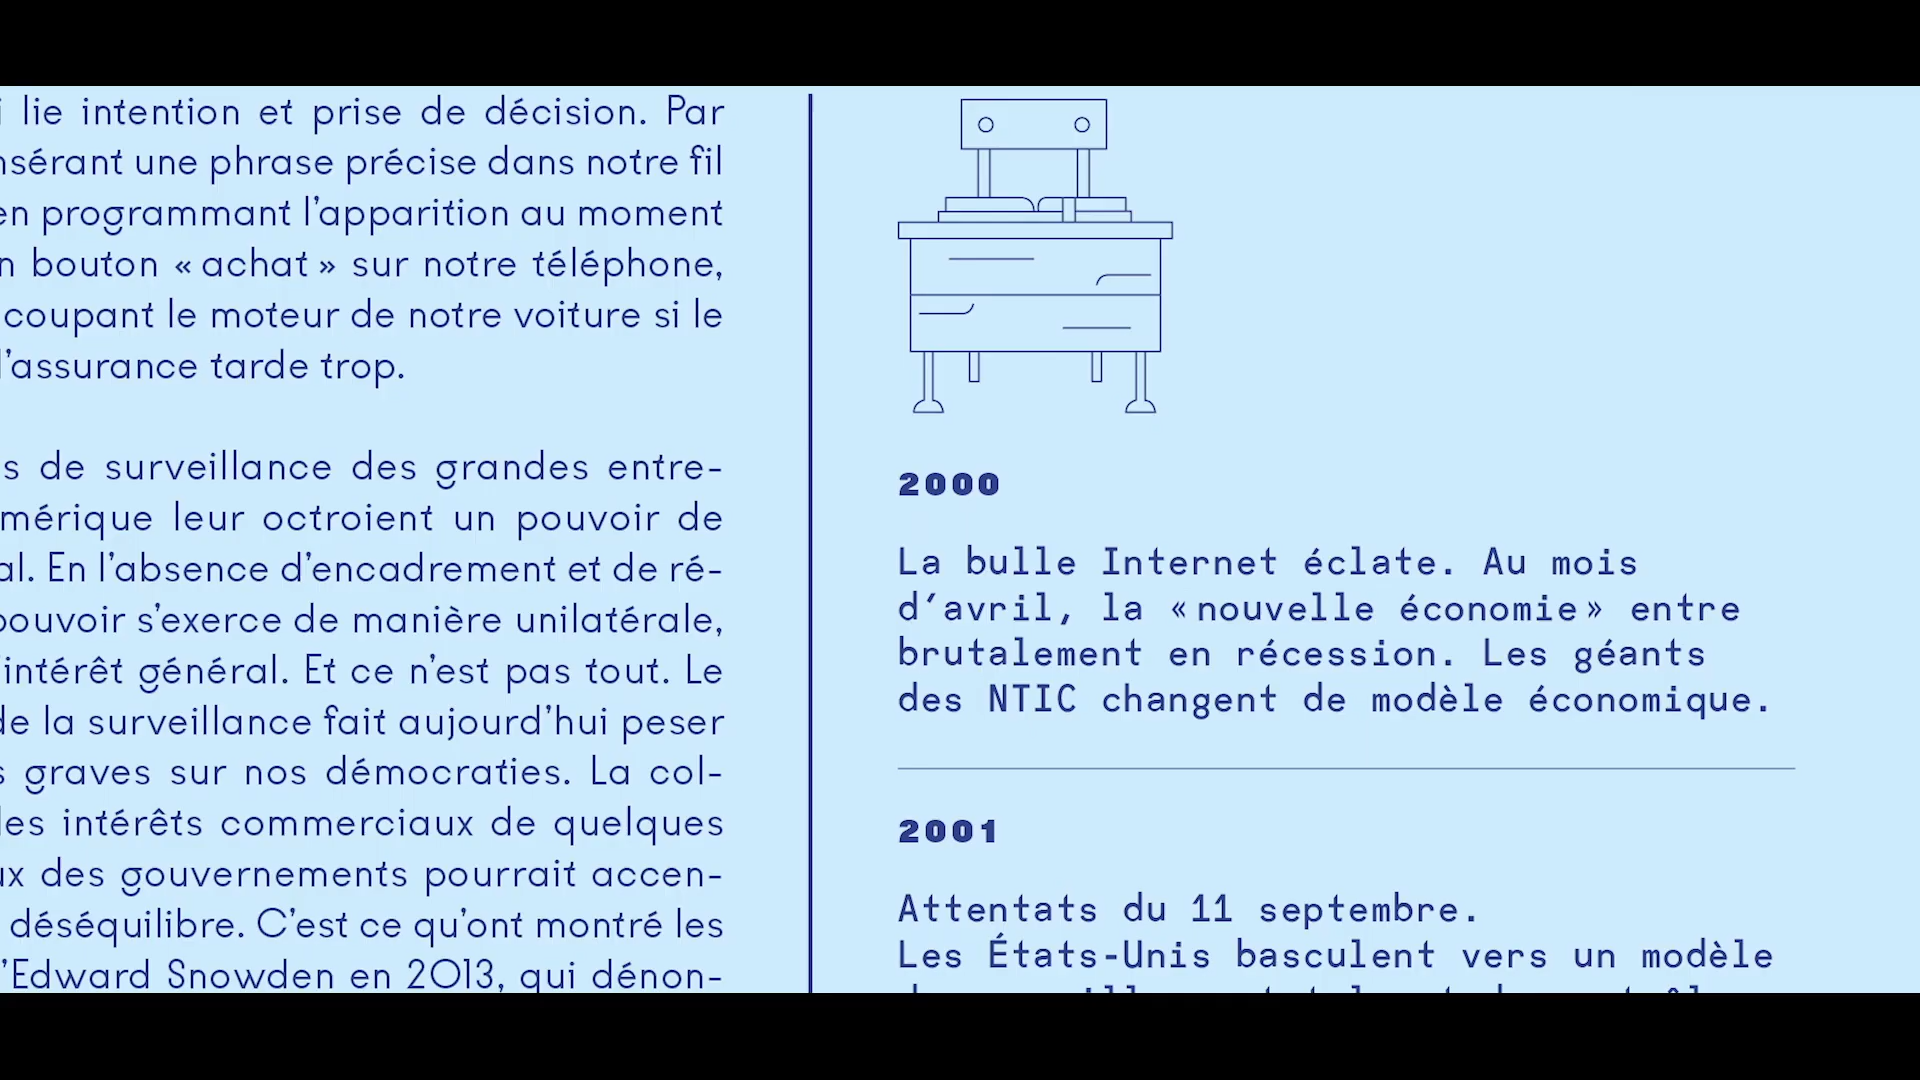 lie intention et prise de décision. Par
une phrase précise dans notre fil
en programmant l’apparition au moment
bouton « achat » sur notre téléphone,
coupant le moteur de notre voiture si le
l’assurance tarde trop.
de surveillance des grandes entre-
leur octroient un pouvoir de
En l’absence d’encadrement et de ré-
pouvoir s’exerce de manière unilatérale,
intérêt général. Et ce n’est pas tout. Le
de la surveillance fait aujourd’hui peser
graves sur nos démocraties. La col-
intérêts commerciaux de quelques
des gouvernements pourrait accen-
déséquilibre. C’est ce qu’ont montré les
’Edward Snowden en 2013, qui dénon-
2000
La bulle Internet éclate. Au mois
d’avril, la « nouvelle économie » entre
brutalement en récession. Les géants
des NTIC changent de modèle économique.
2001
Attentats du 11 septembre.
Les États-Unis basculent vers un modèle